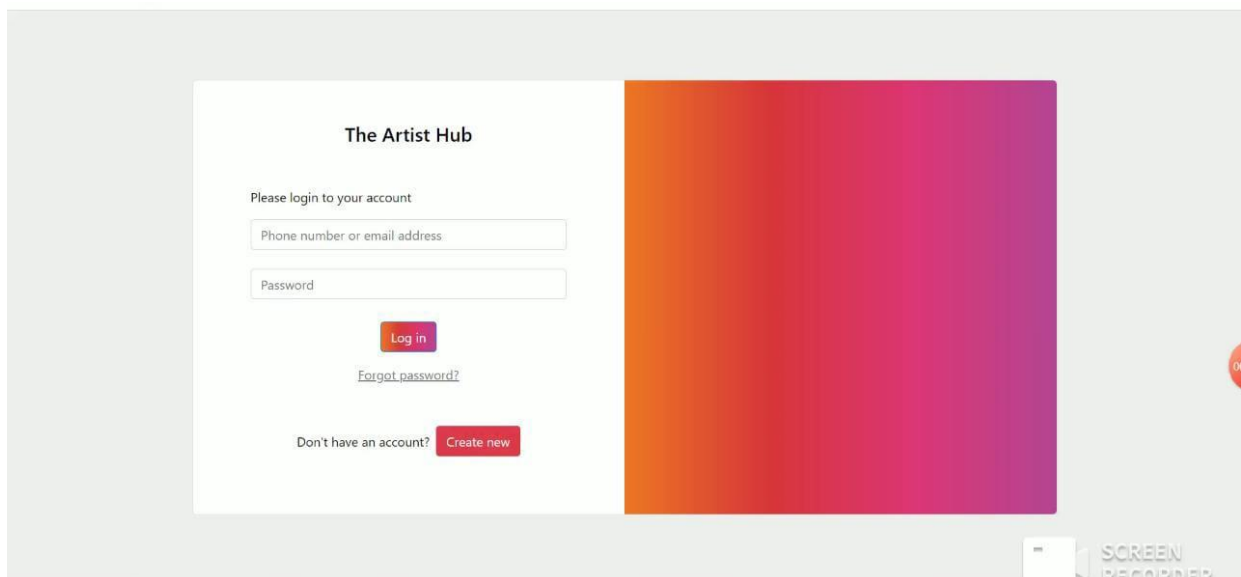 The Artist Hub
Please login to your account
Phone number or email address
Password
Log in
Forgot password?
Don't have an account? Create new
SCREEN
RECORDER